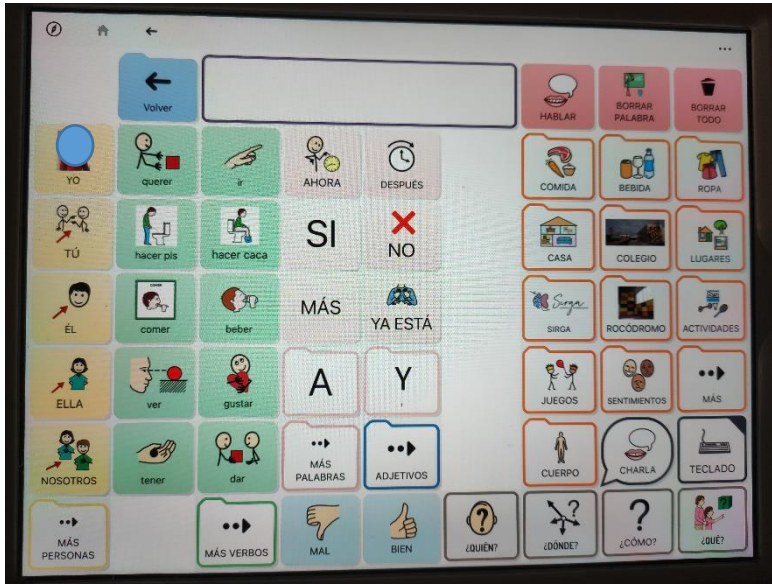 Volver
HABLAR
BORRAR
PALABRA
BORRAR
TODO
YO
querer
ir
AHORA
DESPUÉS
COMIDA
BEBIDA
ROPA
TÚ
hacer pis
hacer caca
SI
NO
CASA
COLEGIO
LUGARES
ÉL
comer
beber
MÁS
YA ESTÁ
Sirga
SIRGA
ROCÓDROMO
ACTIVIDADES
ELLA
ver
gustar
A
Y
JUEGOS
SENTIMIENTOS
MÁS
NOSOTROS
tener
dar
MÁS
PALABRAS
ADJETIVOS
CUERPO
CHARLA
TECLADO
MÁS
PERSONAS
MÁS VERBOS
MAL
BIEN
¿QUIÉN?
¿DÓNDE?
¿CÓMO?
¿QUÉ?